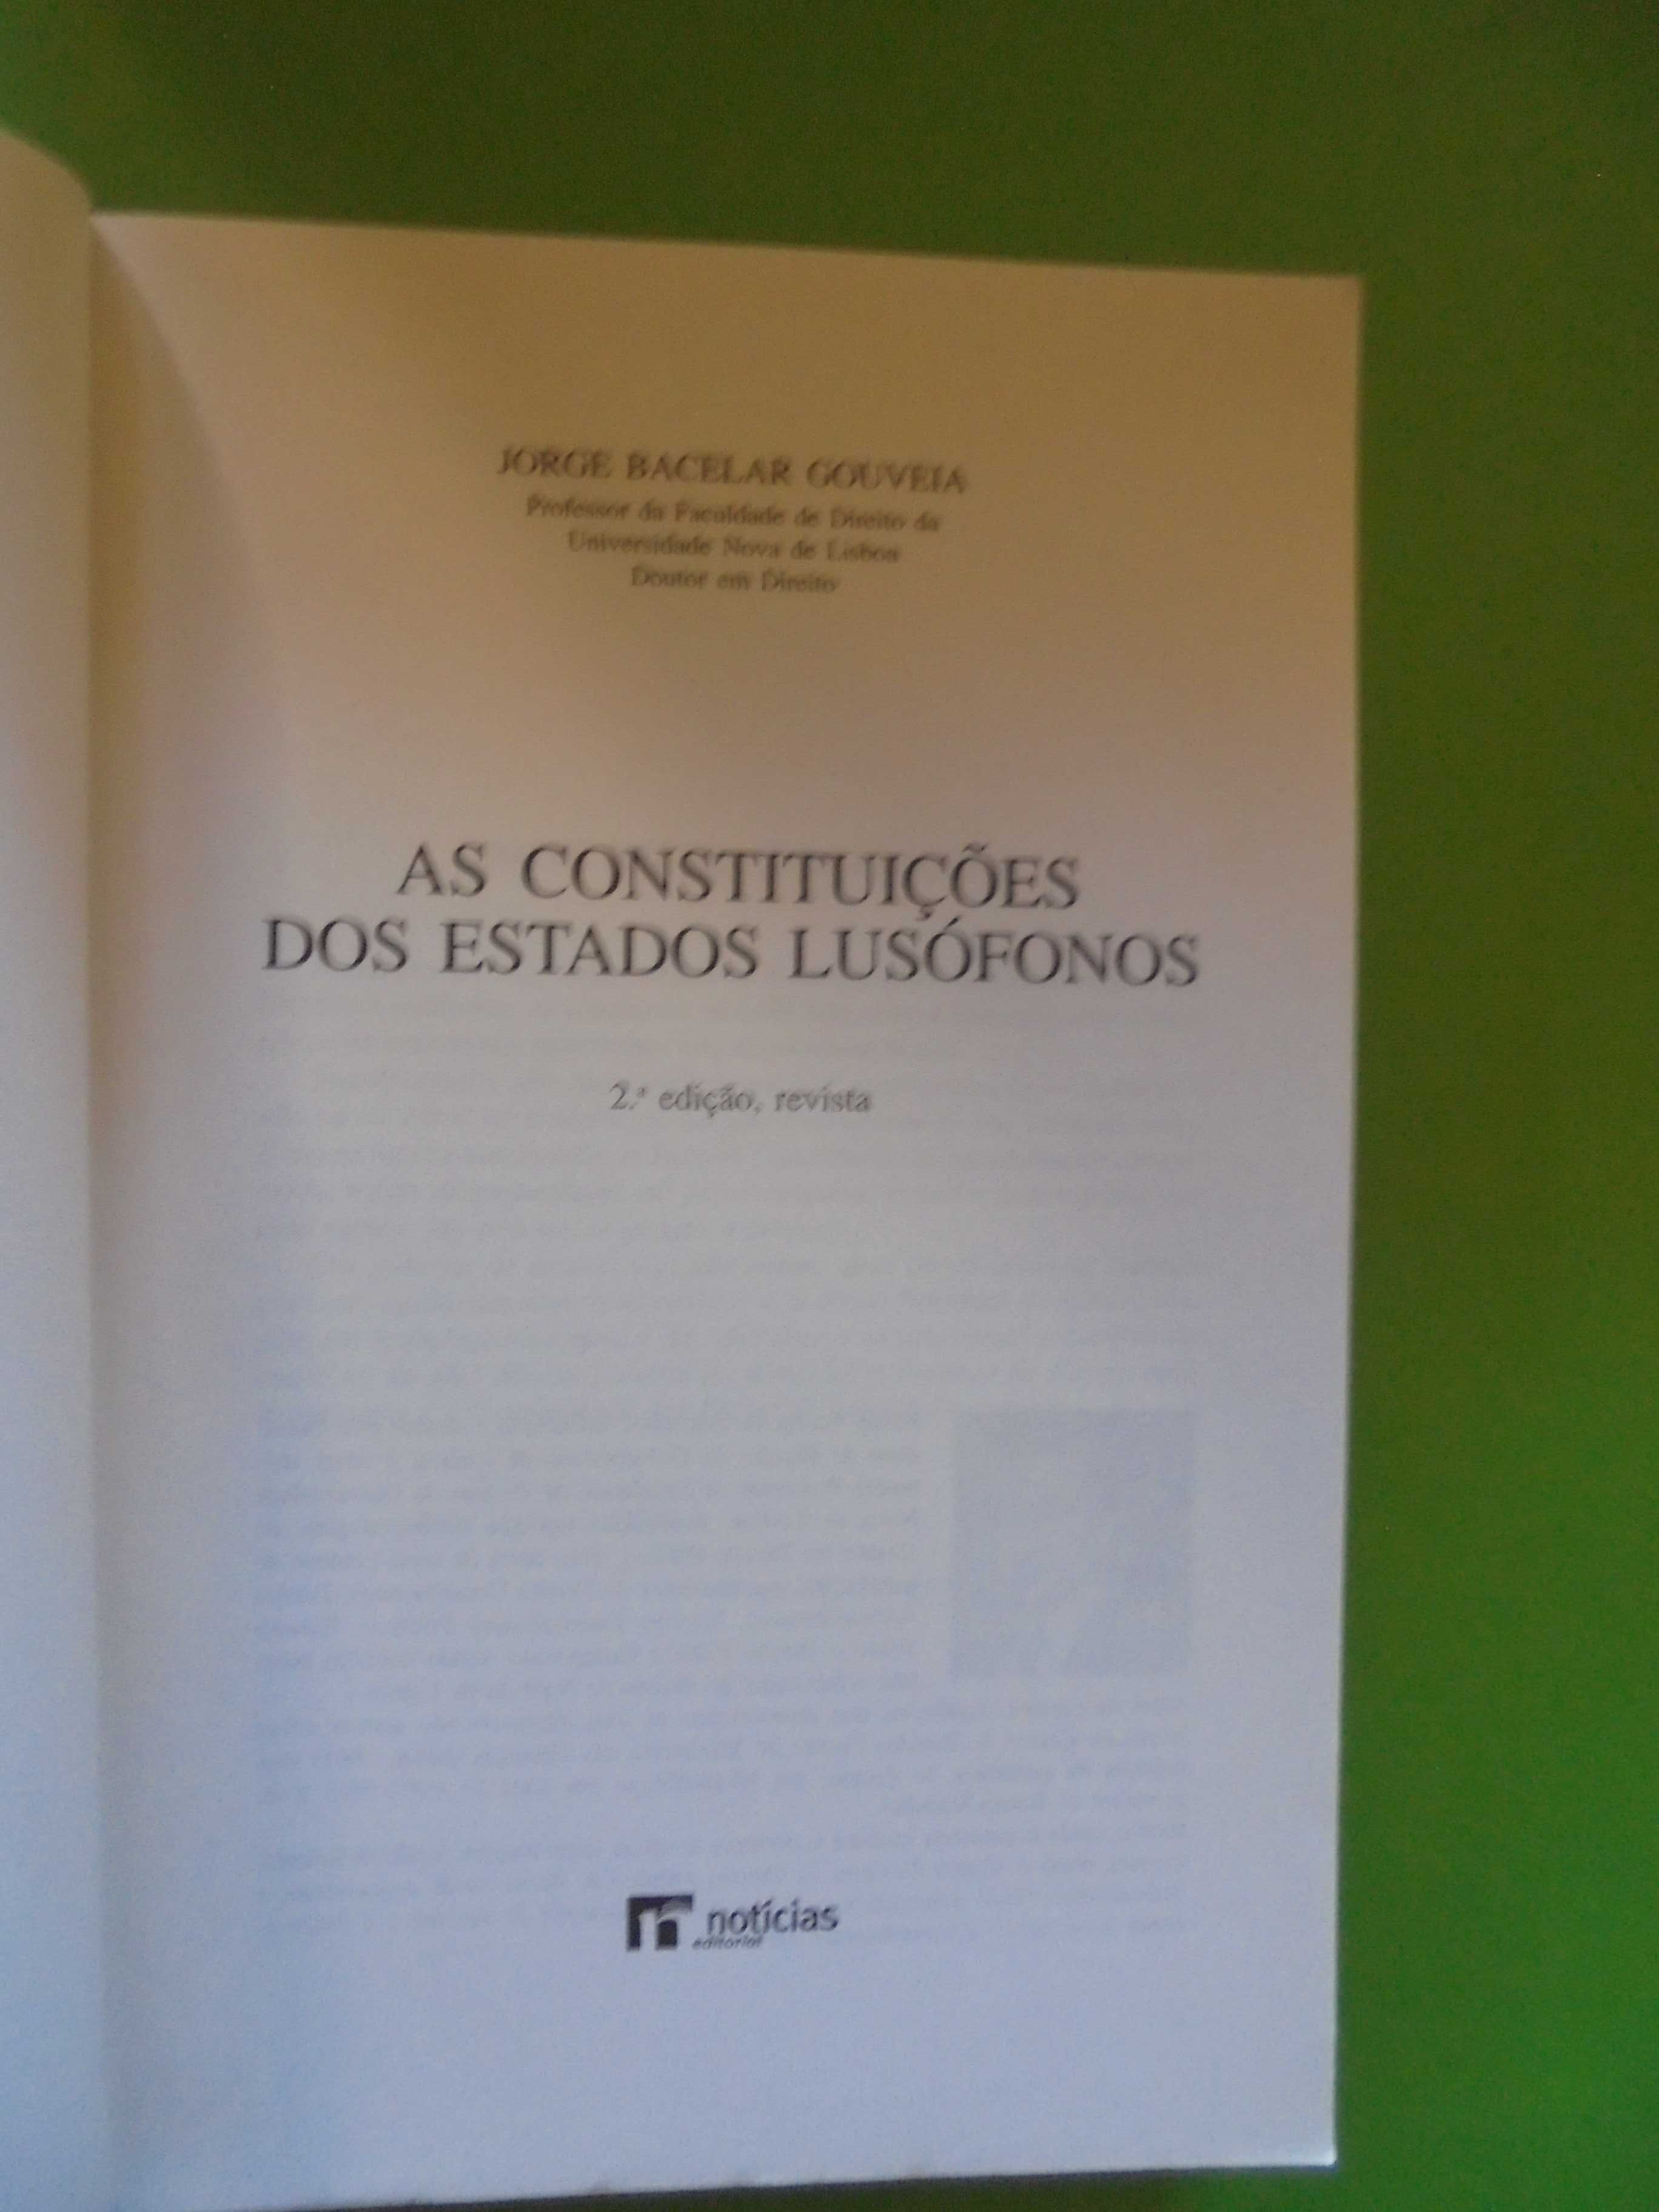 JORGE BACELAR GOUVEIA
Professor da Faculdade de Direito da
Universidade Nova de Lisboa
Doutor em Direito
AS CONSTITUIÇÕES
DOS ESTADOS LUSÓFONOS
2.ª edição, revista
notícias
editorial